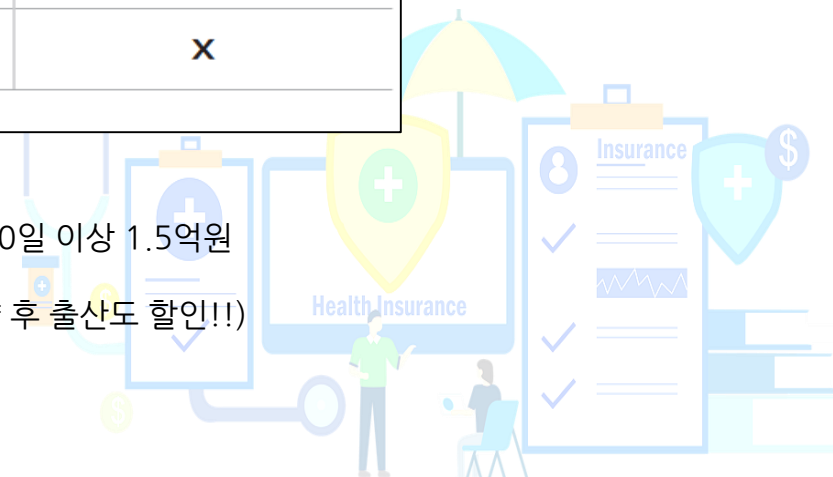 x
0일 이상 1.5억원
후 출산도 할인!!)
Insurance
$
Health Insurance
$
$